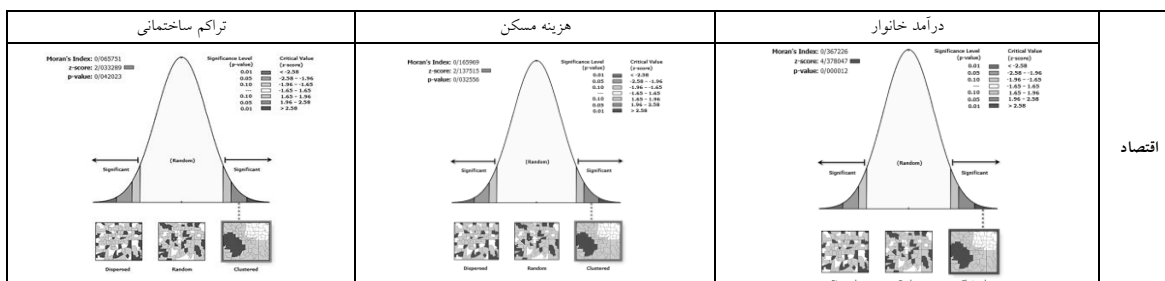 درآمد خانوار
هزینه مسکن
تراکم ساختمانی
اقتصاد
Moran's Index: 0/367226
z-score: 4/378047
p-value: 0/000012
Significance Level (p-value)
Critical Value (z-score)
0.01 < -2.58
0.05 -2.58 – -1.96
0.10 -1.96 – -1.65
— -1.65 – 1.65
0.10 1.65 – 1.96
0.05 1.96 – 2.58
0.01 > 2.58
Significant
(Random)
Significant
Moran's Index: 0/165969
z-score: 2/137515
p-value: 0/032556
Significance Level (p-value)
Critical Value (z-score)
0.01 < -2.58
0.05 -2.58 – -1.96
0.10 -1.96 – -1.65
— -1.65 – 1.65
0.10 1.65 – 1.96
0.05 1.96 – 2.58
0.01 > 2.58
Significant
(Random)
Significant
Dispersed
Random
Clustered
Moran's Index: 0/065751
z-score: 2/033289
p-value: 0/042023
Significance Level (p-value)
Critical Value (z-score)
0.01 < -2.58
0.05 -2.58 – -1.96
0.10 -1.96 – -1.65
— -1.65 – 1.65
0.10 1.65 – 1.96
0.05 1.96 – 2.58
0.01 > 2.58
Significant
(Random)
Significant
Dispersed
Random
Clustered